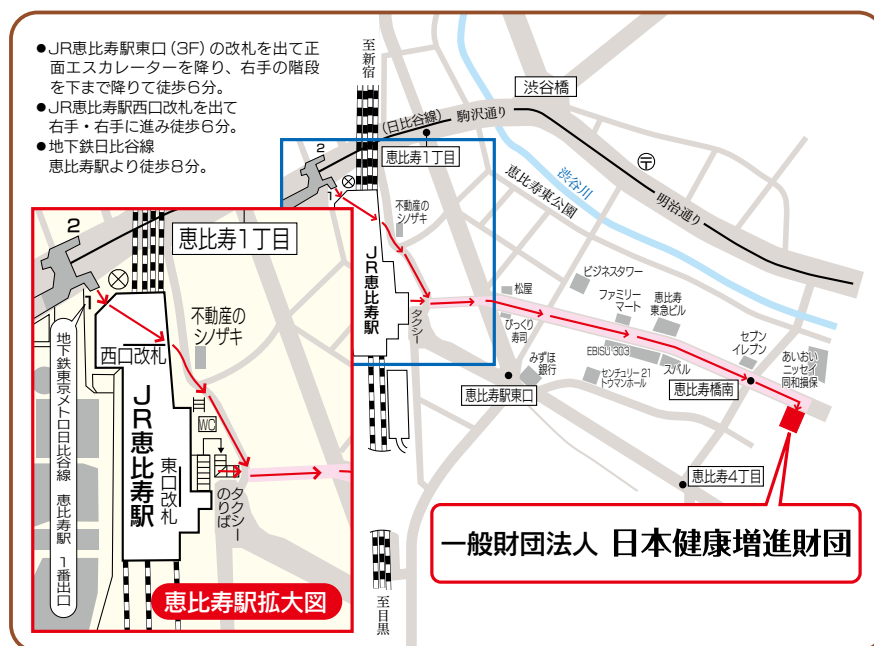 ●JR恵比寿駅東口(3F)の改札を出て正
面エスカレーターを降り、右手の階段
を下まで降りて徒歩6分。
●JR恵比寿駅西口改札を出て
右手・右手に進み徒歩6分。
●地下鉄日比谷線
恵比寿駅より徒歩8分。
至新宿
(日比谷線)
駒沢通り
渋谷橋
恵比寿1丁目
2
1
不動産の
シノザキ
JR恵比寿駅
タクシー
〒
渋谷川
恵比寿東公園
明治通り
松屋
びっくり
寿司
ビジネスタワー
ファミリー
マート
恵比寿
東急ビル
EBISU 303
スバル
センチュリー21
トウマンホール
みずほ
銀行
恵比寿駅東口
セブン
イレブン
恵比寿橋南
あいおい
ニッセイ
同和損保
恵比寿4丁目
一般財団法人 日本健康増進財団
至目黒
2
1
恵比寿1丁目
不動産の
シノザキ
西口改札
JR恵比寿駅
WC
東口改札
タクシー
のりば
地下鉄東京メトロ日比谷線 恵比寿駅 1番出口
恵比寿駅拡大図